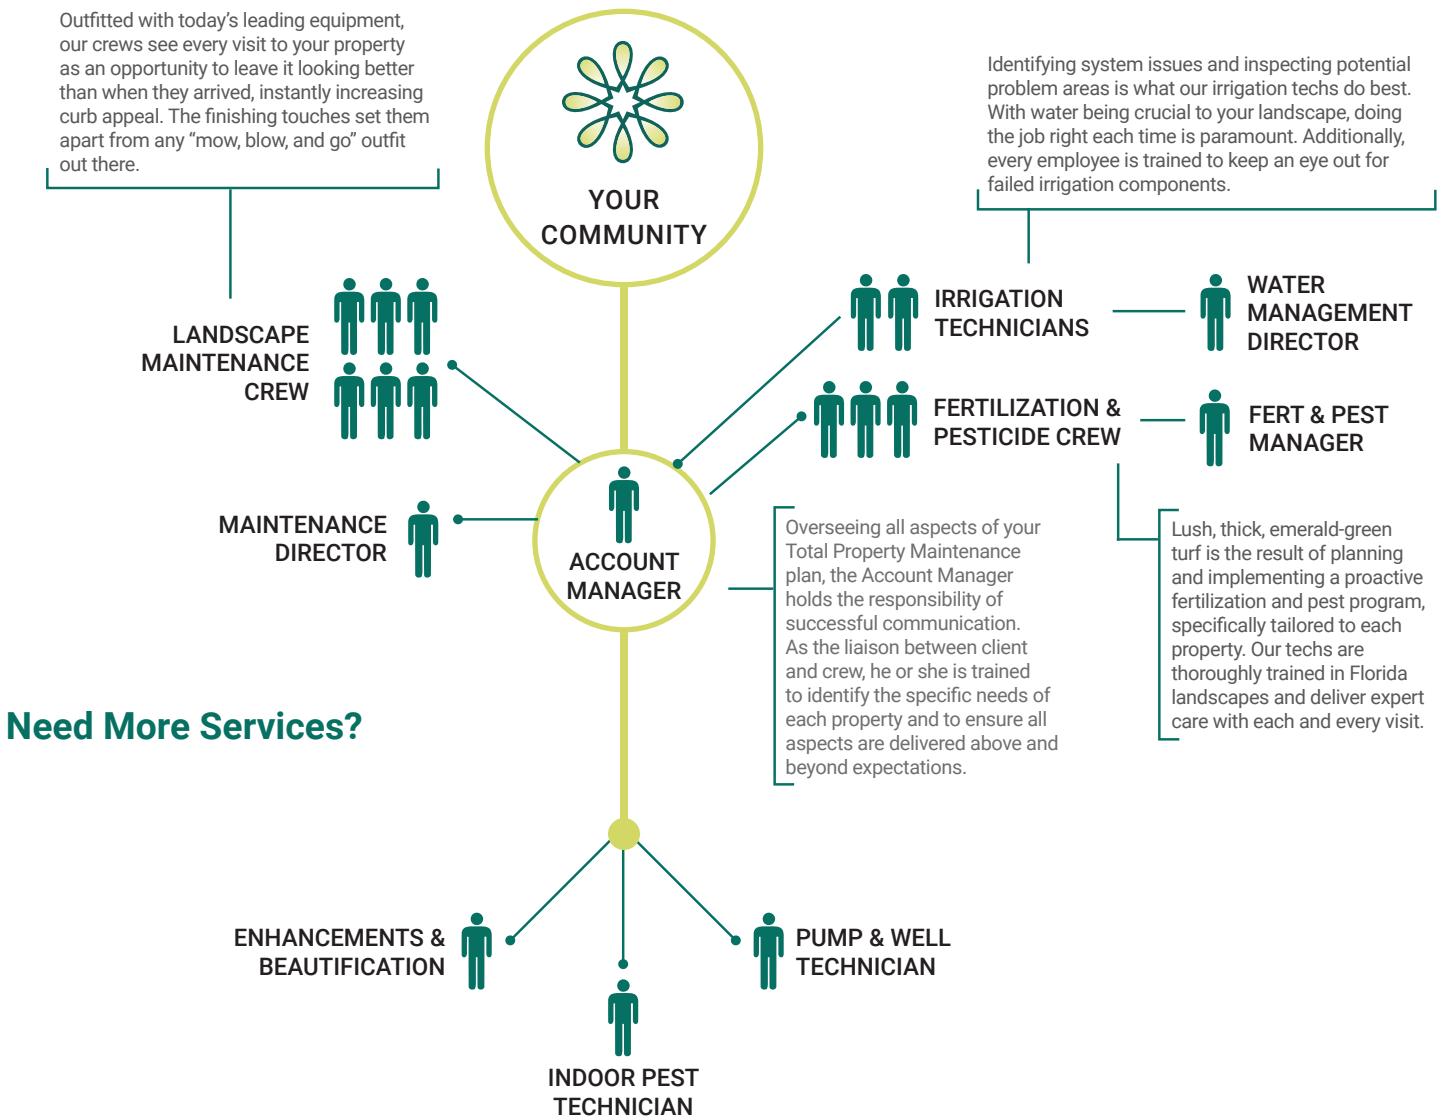 Outfitted with today’s leading equipment,
our crews see every visit to your property
as an opportunity to leave it looking better
than when they arrived, instantly increasing
curb appeal. The finishing touches set them
apart from any “mow, blow, and go” outfit
out there.
YOUR
COMMUNITY
Identifying system issues and inspecting potential
problem areas is what our irrigation techs do best.
With water being crucial to your landscape, doing
the job right each time is paramount. Additionally,
every employee is trained to keep an eye out for
failed irrigation components.
LANDSCAPE
MAINTENANCE
CREW
IRRIGATION
TECHNICIANS
WATER
MANAGEMENT
DIRECTOR
FERTILIZATION &
PESTICIDE CREW
FERT & PEST
MANAGER
MAINTENANCE
DIRECTOR
ACCOUNT
MANAGER
Overseeing all aspects of your
Total Property Maintenance
plan, the Account Manager
holds the responsibility of
successful communication.
As the liaison between client
and crew, he or she is trained
to identify the specific needs of
each property and to ensure all
aspects are delivered above and
beyond expectations.
Lush, thick, emerald-green
turf is the result of planning
and implementing a proactive
fertilization and pest program,
specifically tailored to each
property. Our techs are
thoroughly trained in Florida
landscapes and deliver expert
care with each and every visit.
Need More Services?
ENHANCEMENTS &
BEAUTIFICATION
PUMP & WELL
TECHNICIAN
INDOOR PEST
TECHNICIAN